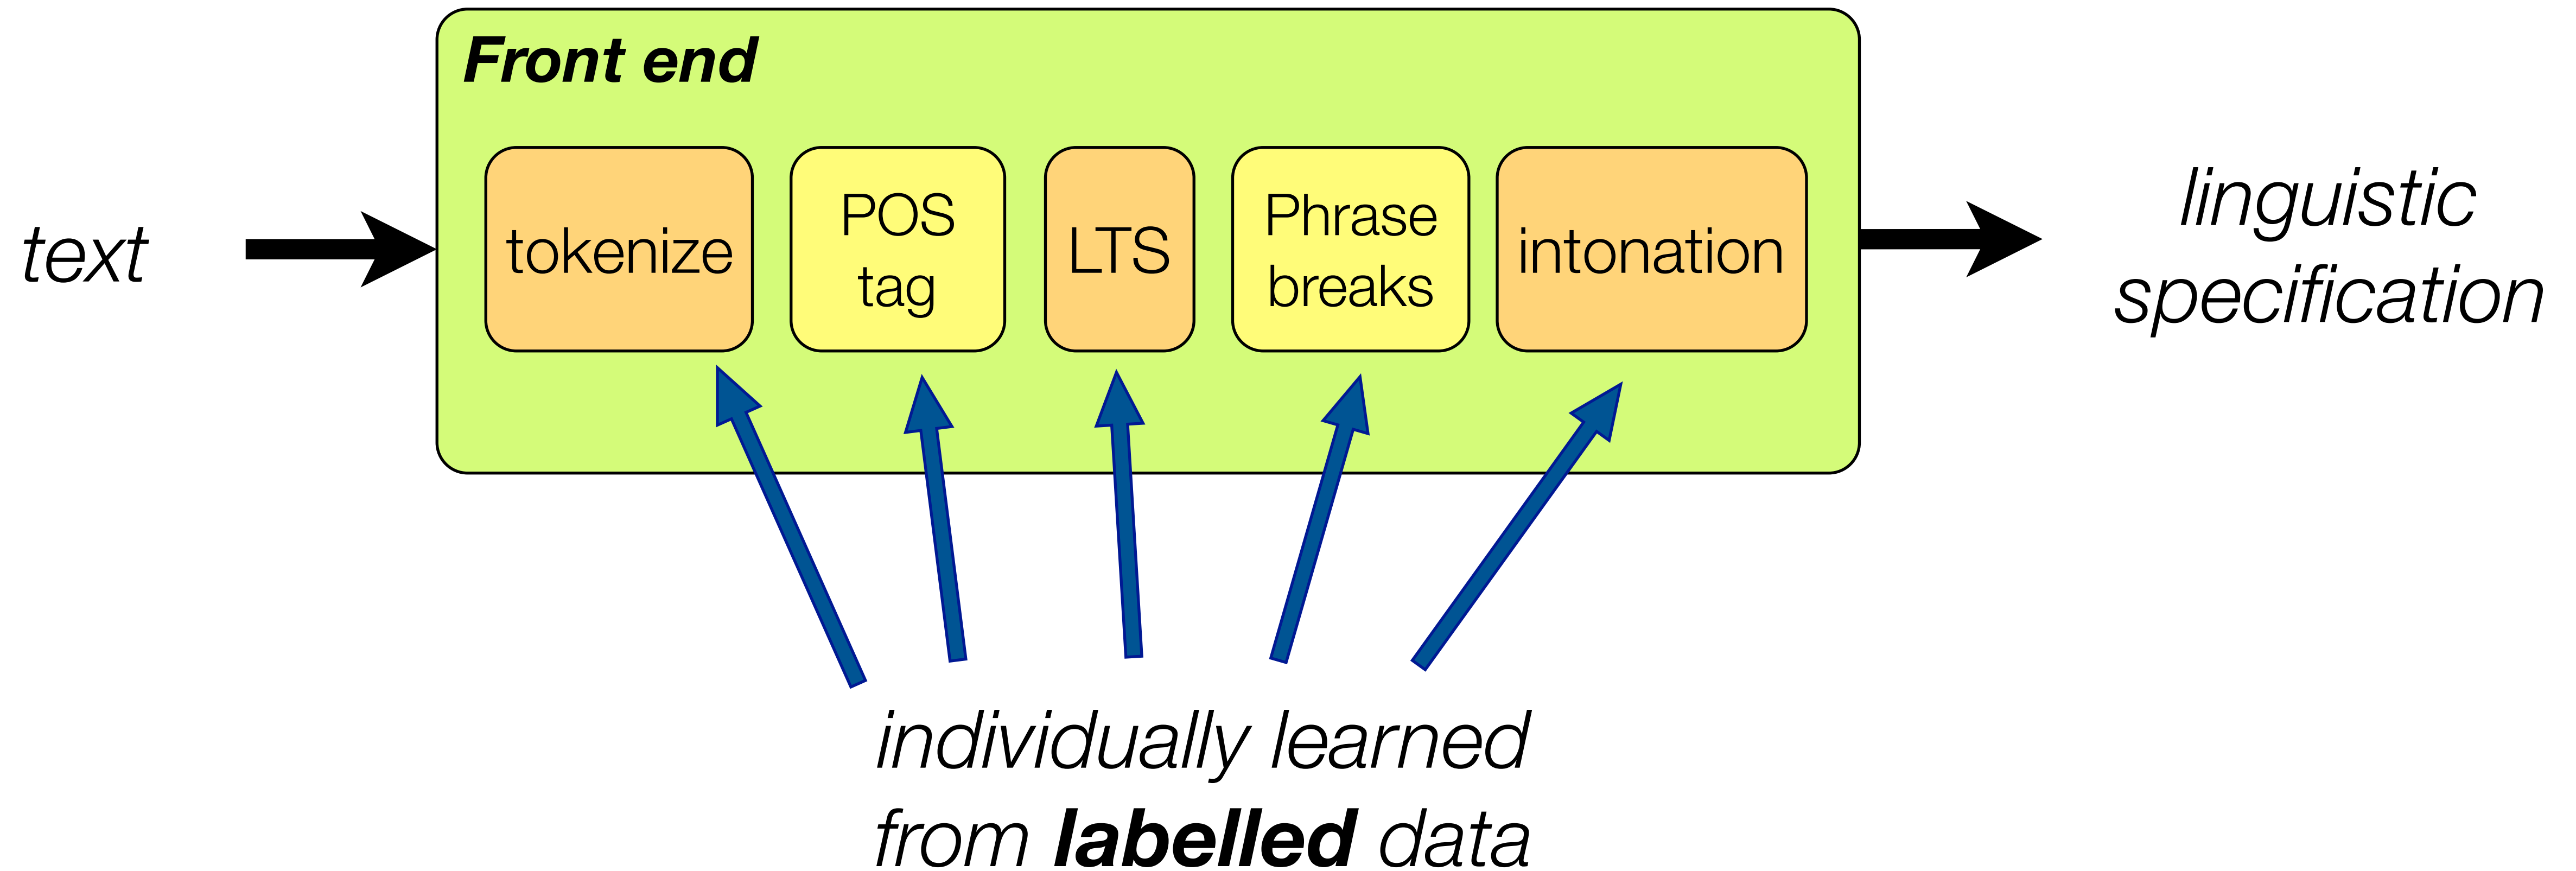 Front end
text
tokenize
POS
tag
LTS
Phrase
breaks
intonation
linguistic
specification
individually learned
from labelled data